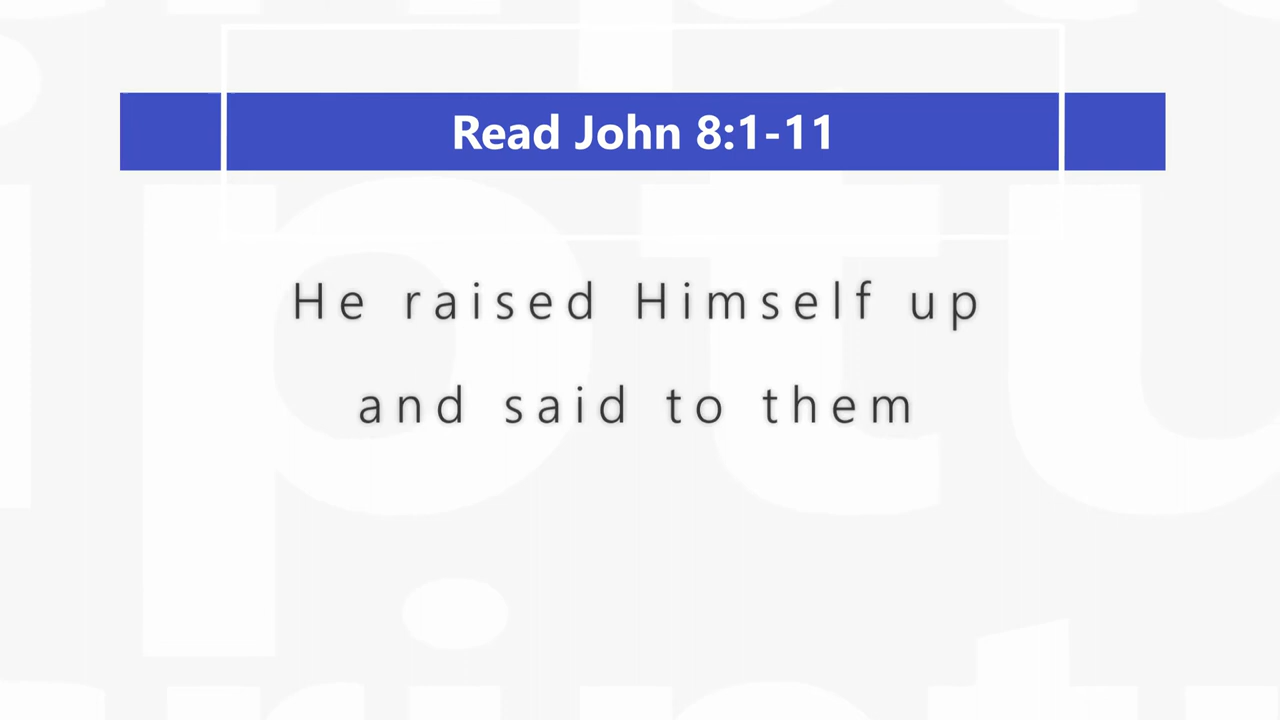 Read John 8:1-11
He raised Himself up
and said to them